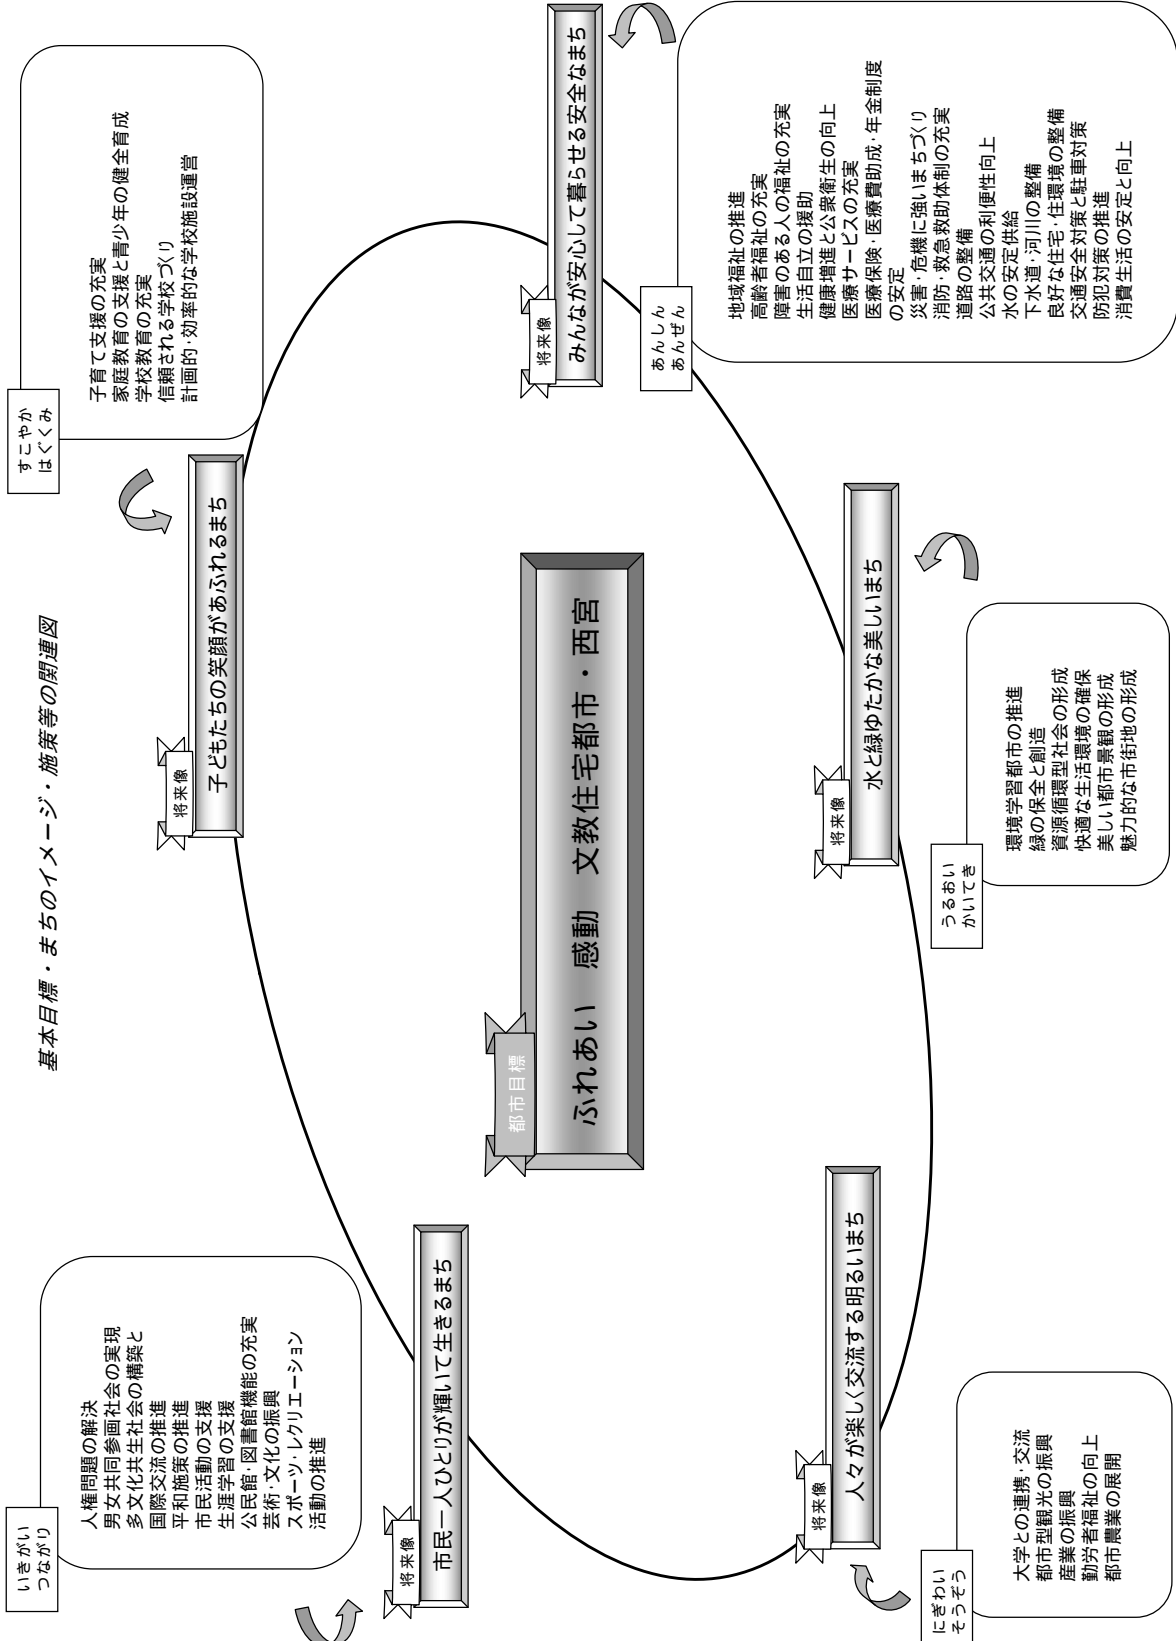 基本目標・まちのイメージ・施策等の関連図
いきがい
つながり
人権問題の解決
男女共同参画社会の実現
多文化共生社会の構築と
国際交流の推進
平和施策の推進
市民活動の支援
生涯学習の支援
公民館・図書館機能の充実
芸術・文化の振興
スポーツ・レクリエーション
活動の推進
将来像
市民一人ひとりが輝いて生きるまち
すこやか
はぐくみ
子育て支援の充実
家庭教育の支援と青少年の健全育成
学校教育の充実
信頼される学校づくり
計画的・効率的な学校施設運営
将来像
子どもたちの笑顔があふれるまち
都市目標
ふれあい　感動　文教住宅都市・西宮
将来像
みんなが安心して暮らせる安全なまち
あんしん
あんぜん
地域福祉の推進
高齢者福祉の充実
障害のある人の福祉の充実
生活自立の援助
健康増進と公衆衛生の向上
医療サービスの充実
医療保険・医療費助成・年金制度
の安定
災害・危機に強いまちづくり
消防・救急救助体制の充実
道路の整備
公共交通の利便性向上
水の安定供給
下水道・河川の整備
良好な住宅・住環境の整備
交通安全対策と駐車対策
防犯対策の推進
消費生活の安定と向上
将来像
人々が楽しく交流する明るいまち
にぎわい
そうぞう
大学との連携・交流
都市型観光の振興
産業の振興
勤労者福祉の向上
都市農業の展開
将来像
水と緑ゆたかな美しいまち
うるおい
かいてき
環境学習都市の推進
緑の保全と創造
資源循環型社会の形成
快適な生活環境の確保
美しい都市景観の形成
魅力的な市街地の形成